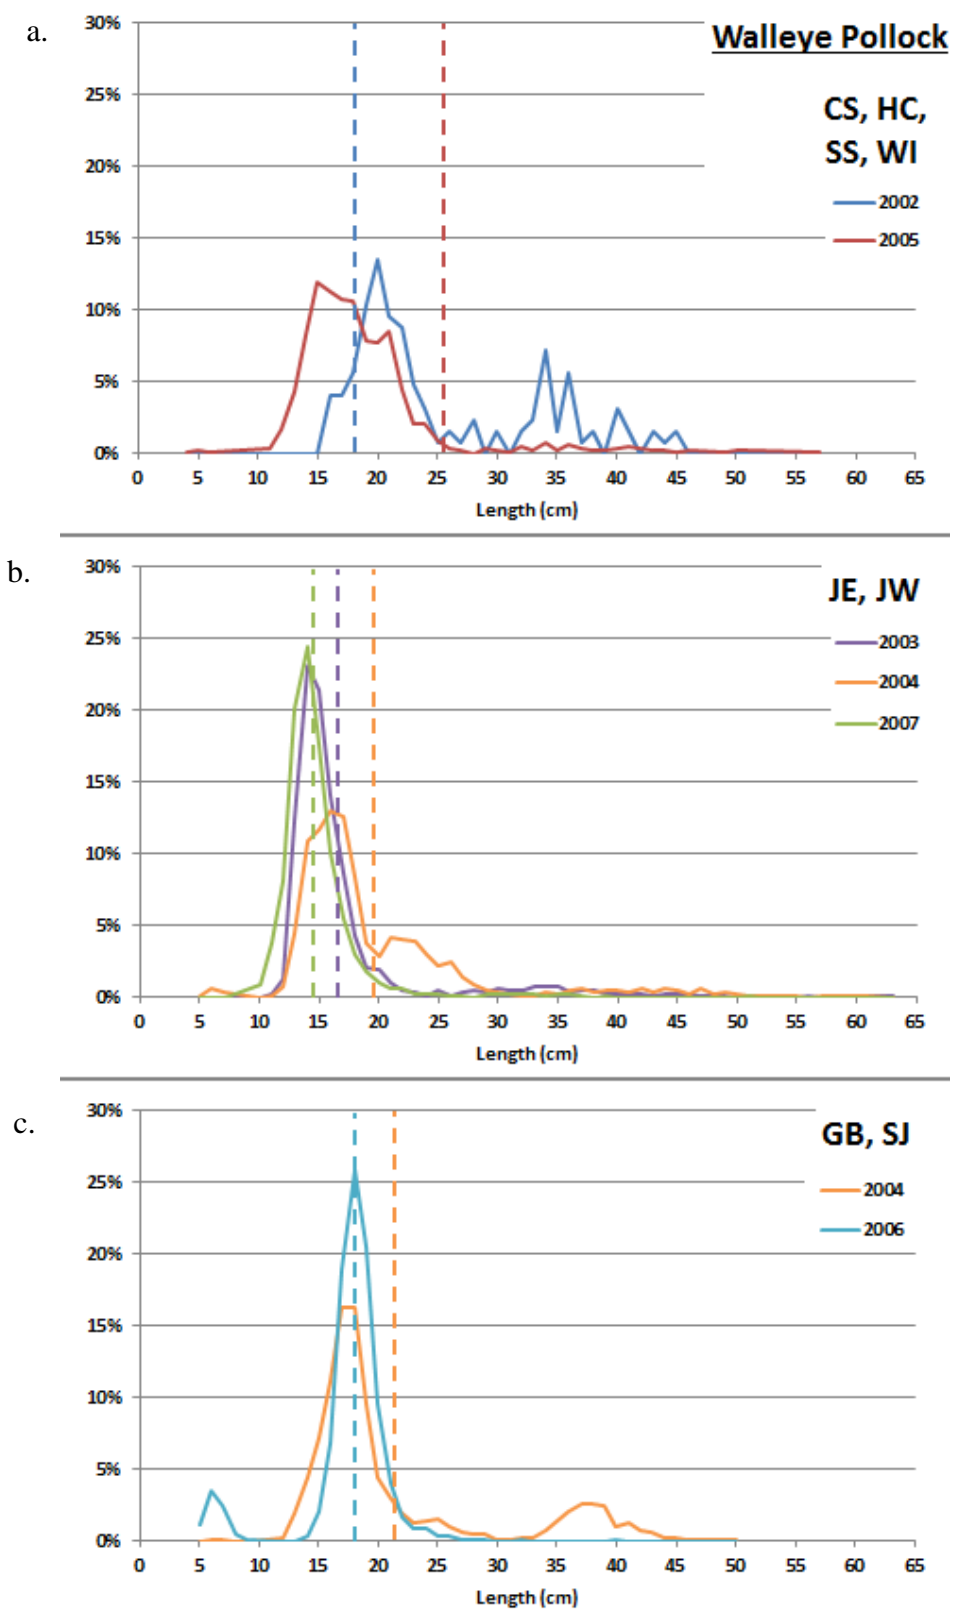 a.
Walleye Pollock
CS, HC,
SS, WI
2002
2005
30%
25%
20%
15%
10%
5%
0%
0 5 10 15 20 25 30 35 40 45 50 55 60 65
Length (cm)
b.
JE, JW
2003
2004
2007
30%
25%
20%
15%
10%
5%
0%
0 5 10 15 20 25 30 35 40 45 50 55 60 65
Length (cm)
c.
GB, SJ
2004
2006
30%
25%
20%
15%
10%
5%
0%
0 5 10 15 20 25 30 35 40 45 50 55 60 65
Length (cm)